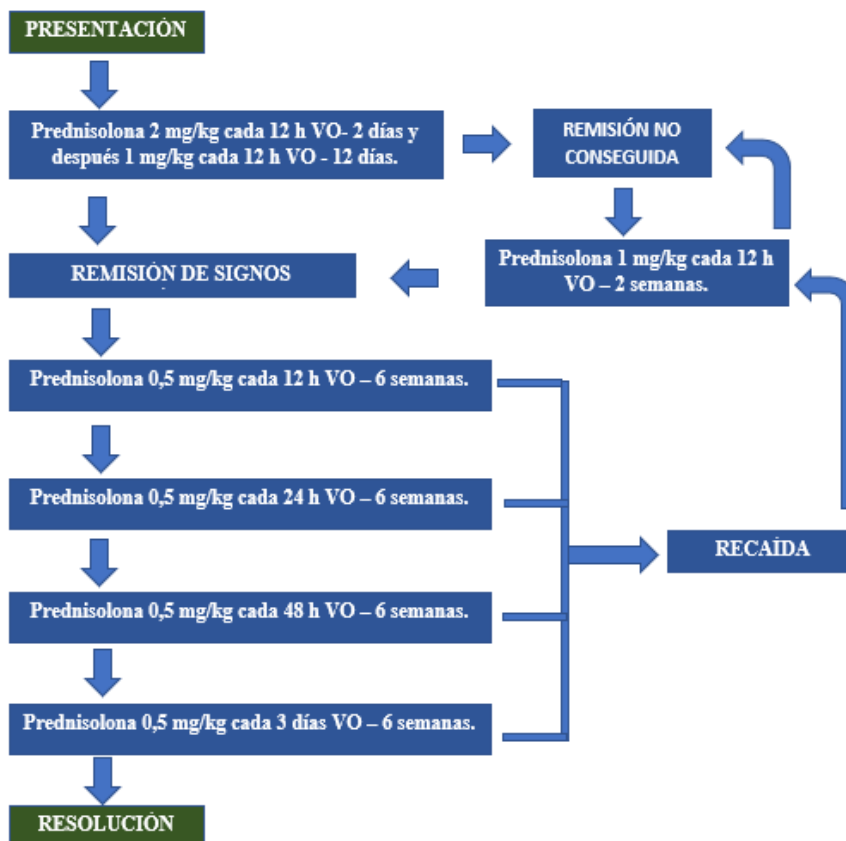 PRESENTACIÓN
Prednisolona 2 mg/kg cada 12 h VO- 2 días y
después 1 mg/kg cada 12 h VO - 12 días.
REMISIÓN NO
CONSEGUIDA
Prednisolona 1 mg/kg cada 12 h
VO – 2 semanas.
REMISIÓN DE SIGNOS
Prednisolona 0,5 mg/kg cada 12 h VO – 6 semanas.
Prednisolona 0,5 mg/kg cada 24 h VO – 6 semanas.
RECAÍDA
Prednisolona 0,5 mg/kg cada 48 h VO – 6 semanas.
Prednisolona 0,5 mg/kg cada 3 días VO – 6 semanas.
RESOLUCIÓN